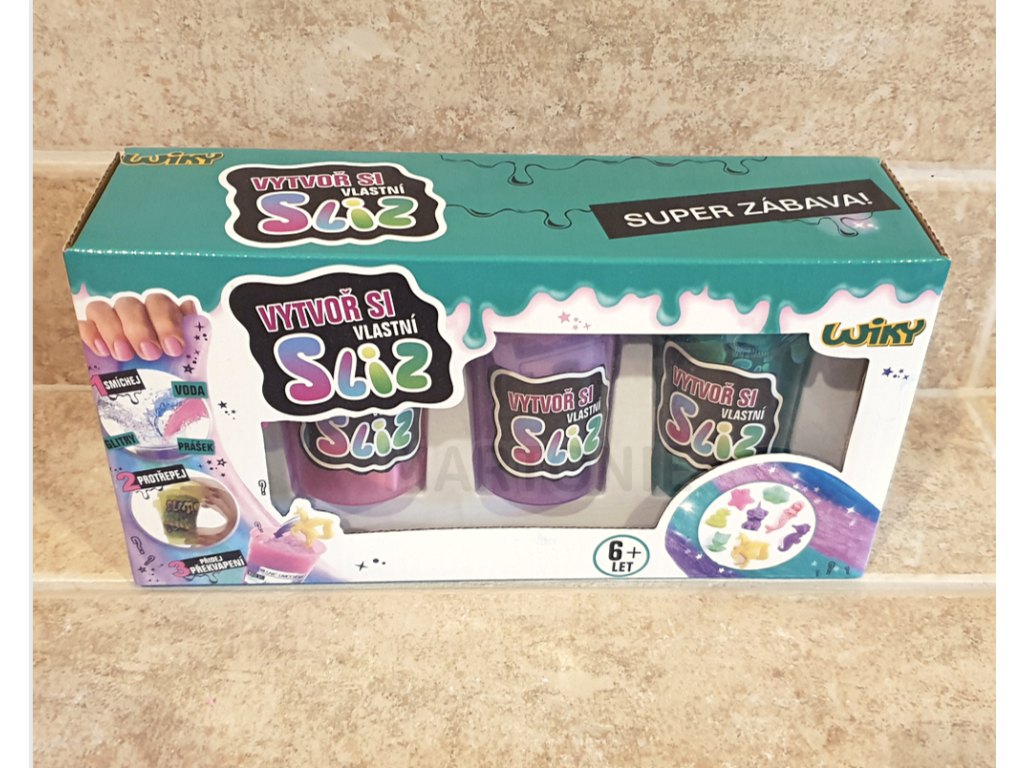 WIKY
VYTVOŘ SI
VLASTNÍ
SLiZ
SUPER ZÁBAVA!
VYTVOŘ SI
VLASTNÍ
SLiZ
WIKY
1 SMÍCHEJ
VODA
GLITRY
PRÁŠEK
2 PROTŘEPEJ
3 PŘIDEJ
PŘEKVAPENÍ
SLiZ
VYTVOŘ SI
VLASTNÍ
SLiZ
VYTVOŘ SI
VLASTNÍ
SLiZ
6+
LET